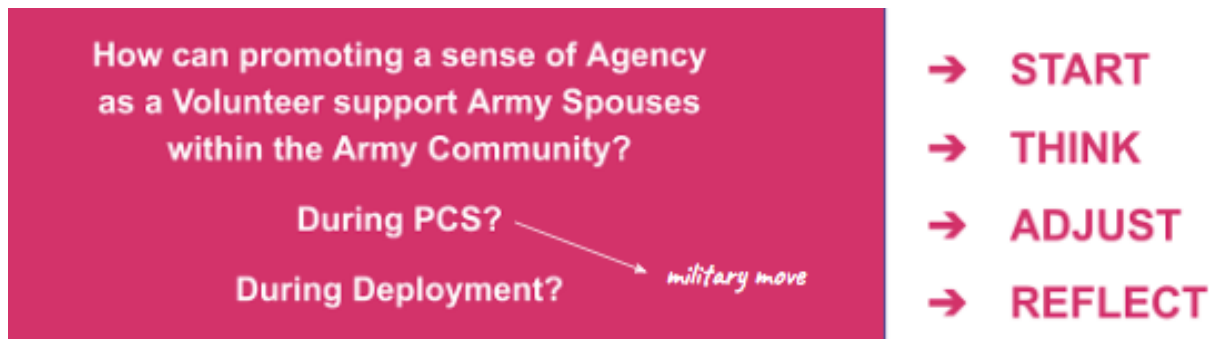 How can promoting a sense of Agency
as a Volunteer support Army Spouses
within the Army Community?
During PCS?
military move
During Deployment?
START
THINK
ADJUST
REFLECT